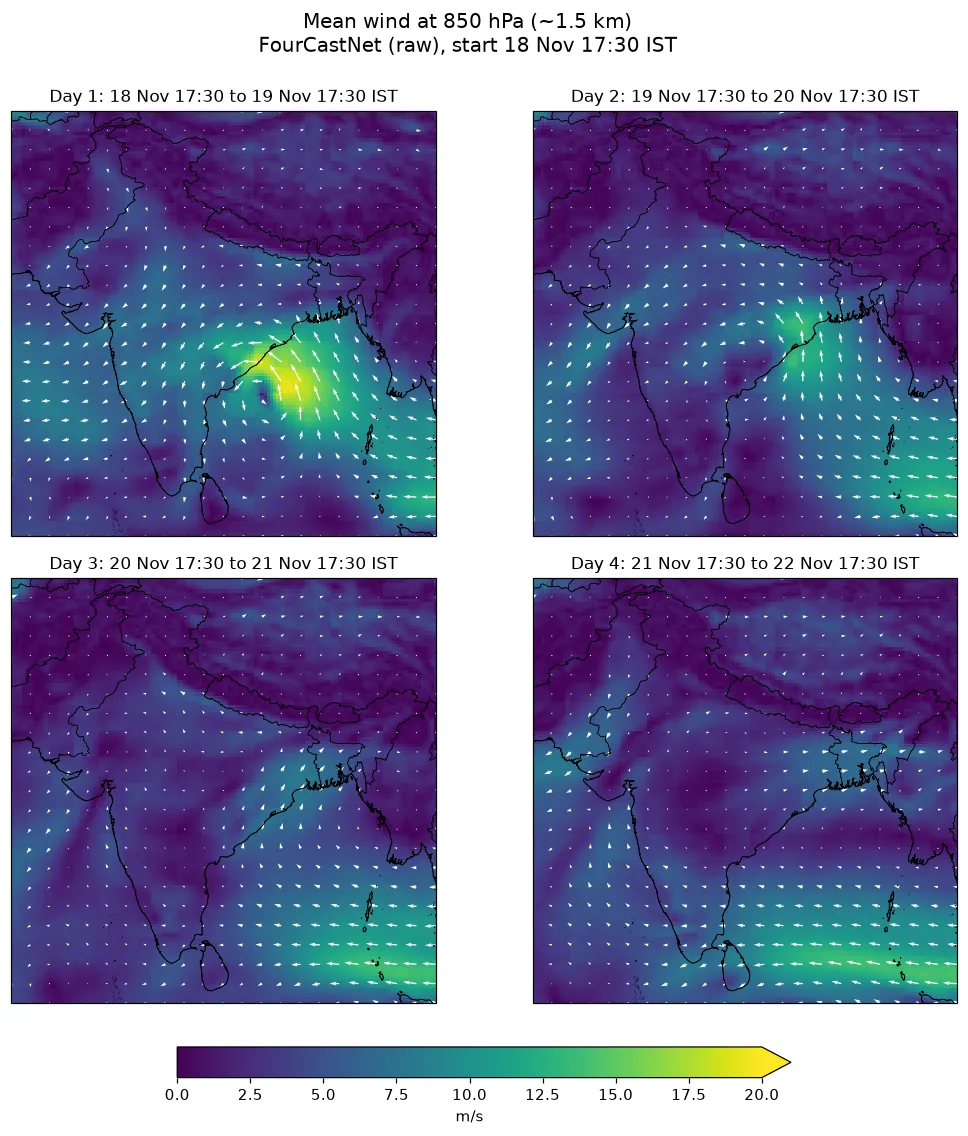 Mean wind at 850 hPa (~1.5 km)
FourCastNet (raw), start 18 Nov 17:30 IST
Day 1: 18 Nov 17:30 to 19 Nov 17:30 IST
Day 2: 19 Nov 17:30 to 20 Nov 17:30 IST
Day 3: 20 Nov 17:30 to 21 Nov 17:30 IST
Day 4: 21 Nov 17:30 to 22 Nov 17:30 IST
0.0 2.5 5.0 7.5 10.0 12.5 15.0 17.5 20.0
m/s